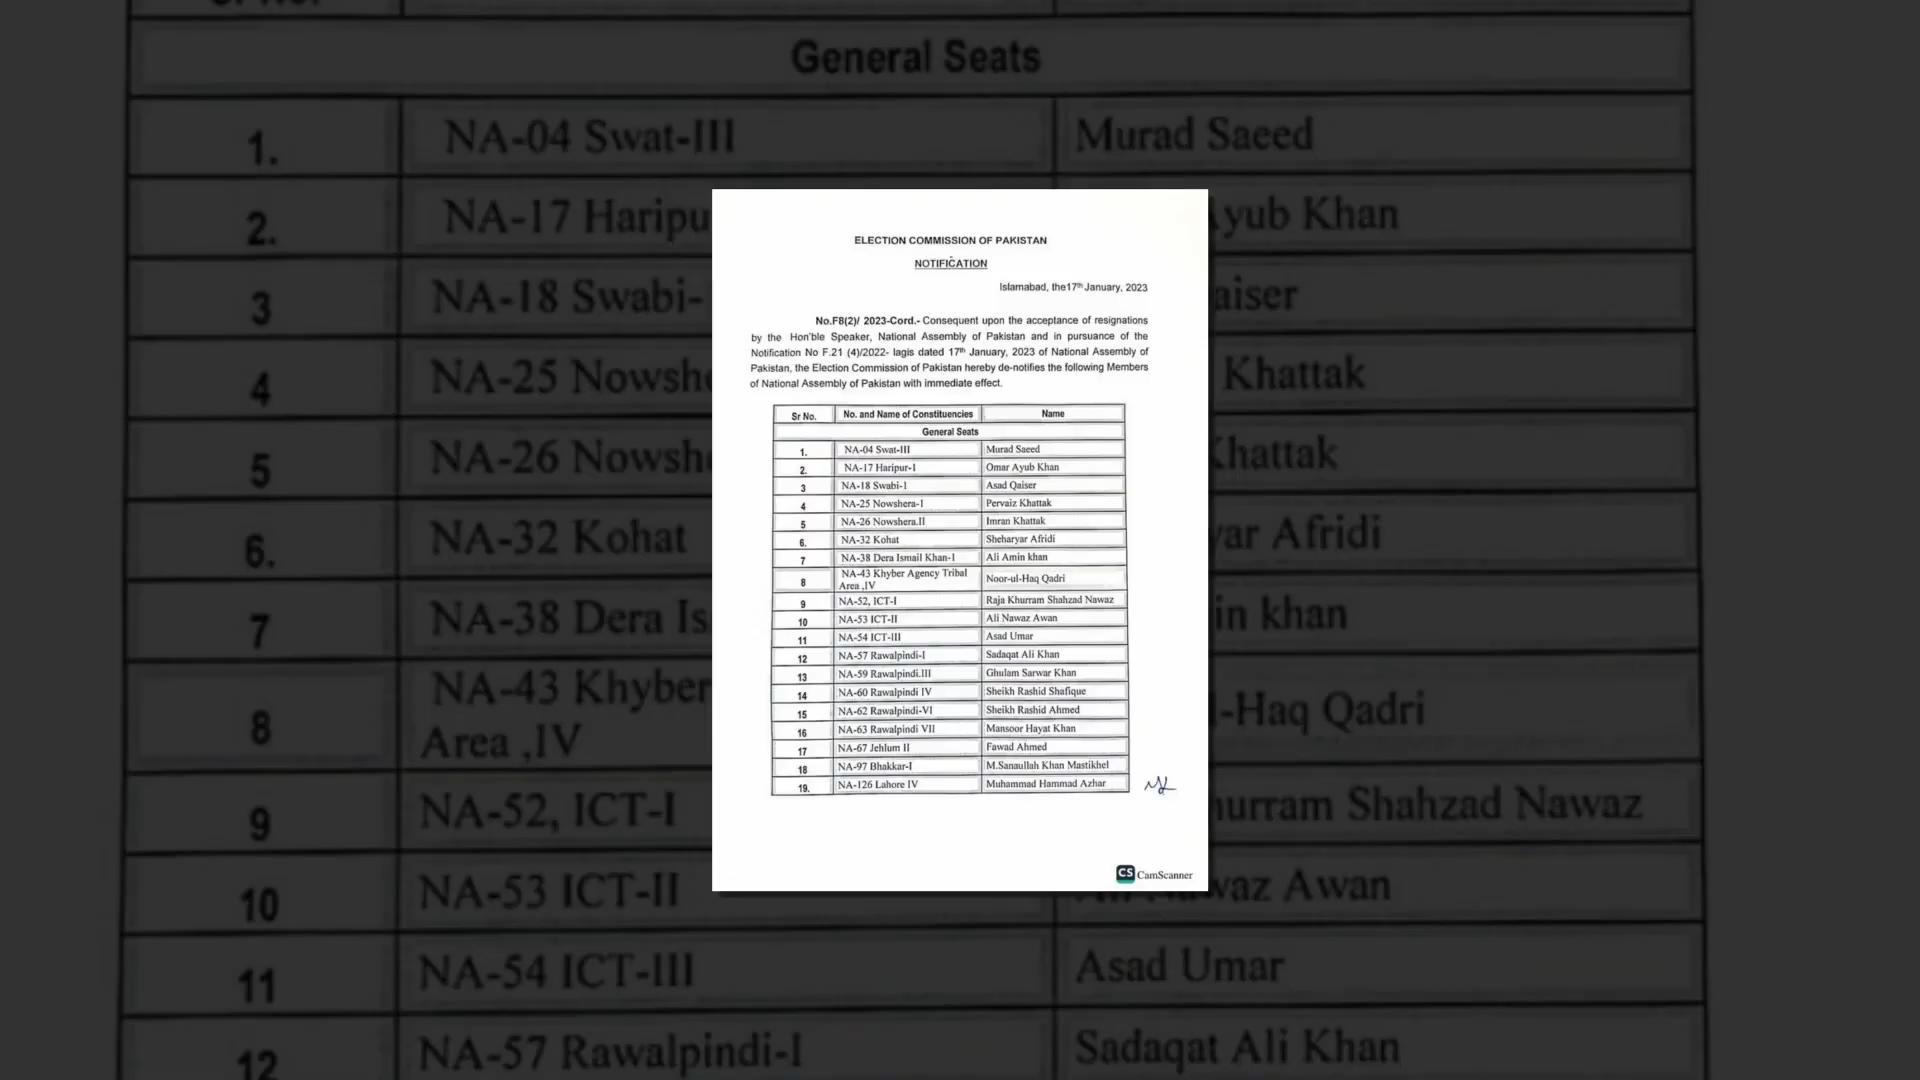 General Seats
1. NA-04 Swat-III Murad Saeed
2. NA-17 Haripu yub Khan
3 NA-18 Swabi- aiser
4 NA-25 Nowsh Khattak
5 NA-26 Nowsh hattak
6. NA-32 Kohat ar Afridi
7 NA-38 Dera Is in khan
8 NA-43 Khyber -Haq Qadri
Area ,IV
9 NA-52, ICT-I hurram Shahzad Nawaz
10 NA-53 ICT-II waz Awan
11 NA-54 ICT-III Asad Umar
12 NA-57 Rawalpindi-I Sadaqat Ali Khan
ELECTION COMMISSION OF PAKISTAN
NOTIFICATION
Islamabad, the17th January, 2023
No.F8(2)/ 2023-Cord.- Consequent upon the acceptance of resignations
by the Hon'ble Speaker, National Assembly of Pakistan and in pursuance of the
Notification No F.21 (4)/2022- lagis dated 17th January, 2023 of National Assembly of
Pakistan, the Election Commission of Pakistan hereby de-notifies the following Members
of National Assembly of Pakistan with immediate effect.
Sr No. No. and Name of Constituencies Name
General Seats
1. NA-04 Swat-III Murad Saeed
2. NA-17 Haripur-I Omar Ayub Khan
3 NA-18 Swabi-I Asad Qaiser
4 NA-25 Nowshera-I Pervaiz Khattak
5 NA-26 Nowshera.II Imran Khattak
6. NA-32 Kohat Sheharyar Afridi
7 NA-38 Dera Ismail Khan-I Ali Amin khan
8 NA-43 Khyber Agency Tribal Noor-ul-Haq Qadri
Area ,IV
9 NA-52, ICT-I Raja Khurram Shahzad Nawaz
10 NA-53 ICT-II Ali Nawaz Awan
11 NA-54 ICT-III Asad Umar
12 NA-57 Rawalpindi-I Sadaqat Ali Khan
13 NA-59 Rawalpindi.III Ghulam Sarwar Khan
14 NA-60 Rawalpindi IV Sheikh Rashid Shafique
15 NA-62 Rawalpindi-VI Sheikh Rashid Ahmed
16 NA-63 Rawalpindi VII Mansoor Hayat Khan
17 NA-67 Jehlum II Fawad Ahmed
18 NA-97 Bhakkar-I M.Sanaullah Khan Mastikhel
19. NA-126 Lahore IV Muhammad Hammad Azhar
CS CamScanner